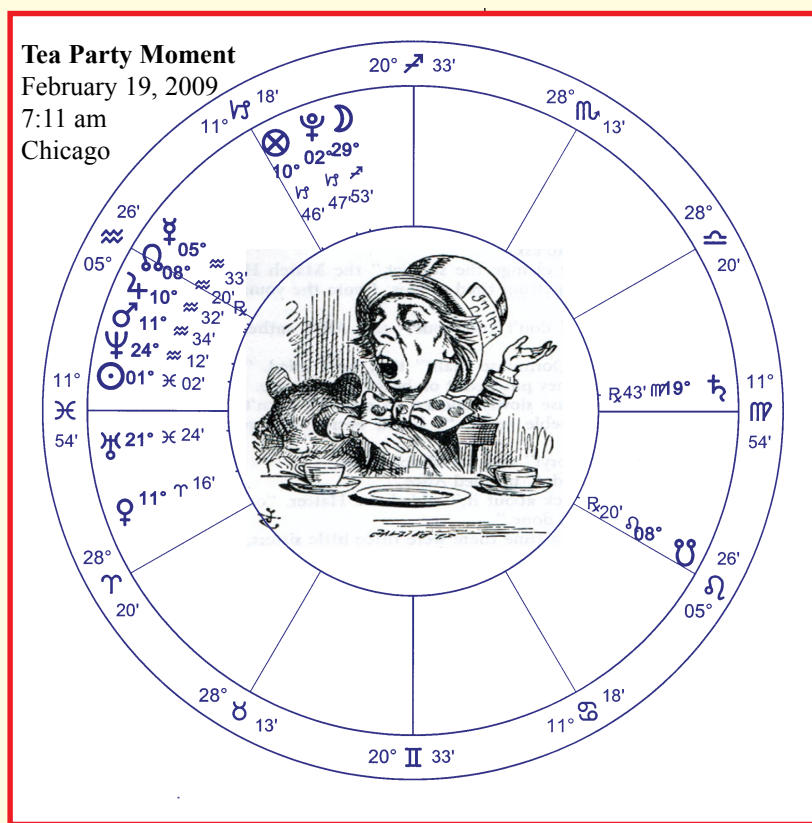 Tea Party Moment
February 19, 2009
7:11 am
Chicago
20° ♐ 33'
11° ♑ 18'
28° ♏ 13'
⊗ 10° ♑ 46'
♇ 02° ♑ 47'
☽ 29° ♐ 53'
26' ♒ 05°
28° ♎ 20'
☿ 05° ♒ 33'
☊ 08° ♒ 20' ℞
♃ 10° ♒ 32'
♂ 11° ♒ 34'
♆ 24° ♒ 12'
☉ 01° ♓ 02'
11° ♓ 54'
℞ 43' ♍ 19° ♄
11° ♍ 54'
♅ 21° ♓ 24'
♀ 11° ♈ 16'
℞ 20' ♌ 08° ☋
28° ♈ 20'
26' ♌ 05°
28° ♉ 13'
11° ♋ 18'
20° ♊ 33'
the March H
don't